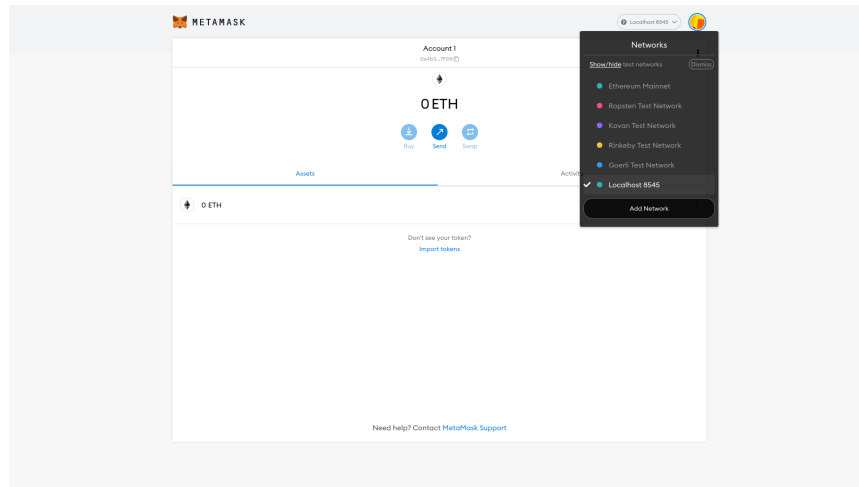 METAMASK
Localhost 8545
Account 1
0x4b3...7FD5
0 ETH
Buy
Send
Swap
Assets
Activity
0 ETH
Don't see your token?
Import tokens
Need help? Contact MetaMask Support
Networks
Show/hide test networks
Dismiss
Ethereum Mainnet
Ropsten Test Network
Kovan Test Network
Rinkeby Test Network
Goerli Test Network
Localhost 8545
Add Network